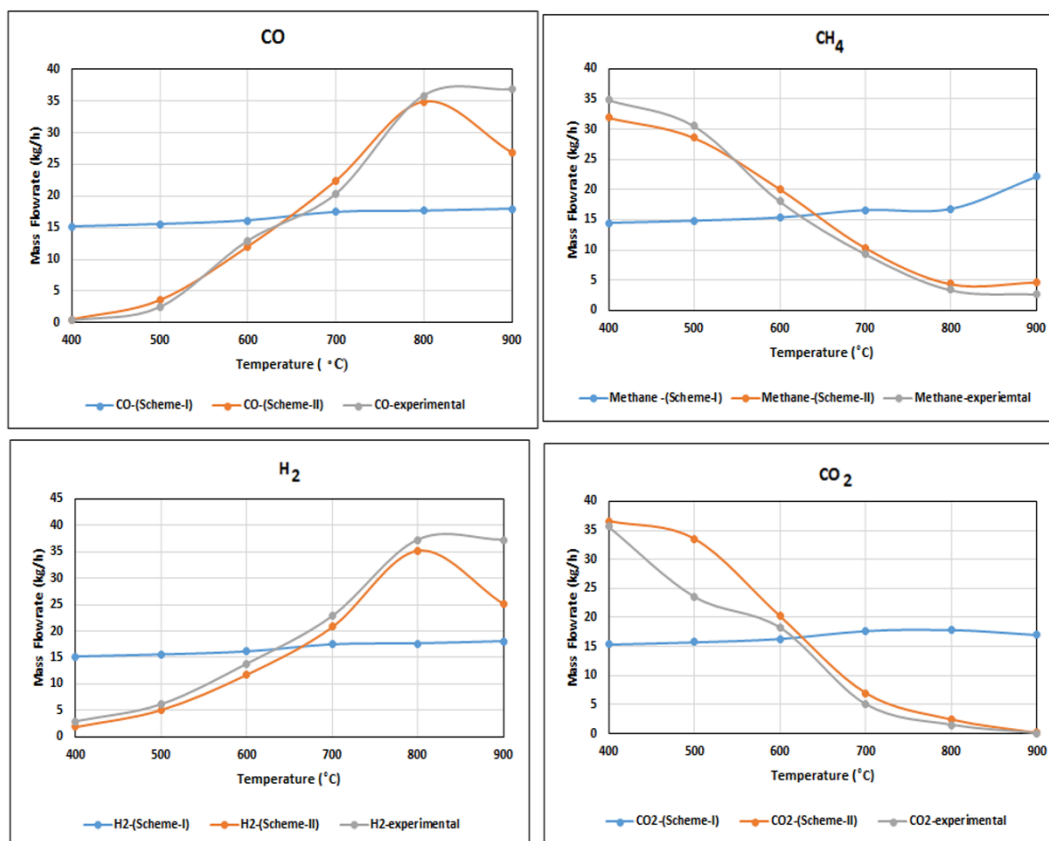 CO
Mass Flowrate (kg/h)
40
35
30
25
20
15
10
5
0
400 500 600 700 800 900
Temperature ( °C)
CO-(Scheme-I) CO-(Scheme-II) CO-experimental
CH4
Mass Flowrate (kg/h)
40
35
30
25
20
15
10
5
0
400 500 600 700 800 900
Temperature (°C)
Methane -(Scheme-I) Methane-(Scheme-II) Methane-experiemtal
H2
Mass Flowrate (kg/h)
45
40
35
30
25
20
15
10
5
0
400 500 600 700 800 900
Temperature (°C)
H2-(Scheme-I) H2-(Scheme-II) H2-experimental
CO2
Mass Flowrate (kg/h)
40
35
30
25
20
15
10
5
0
400 500 600 700 800 900
Temperature (°C)
CO2-(Scheme-I) CO2-(Scheme-II) CO2-experimental